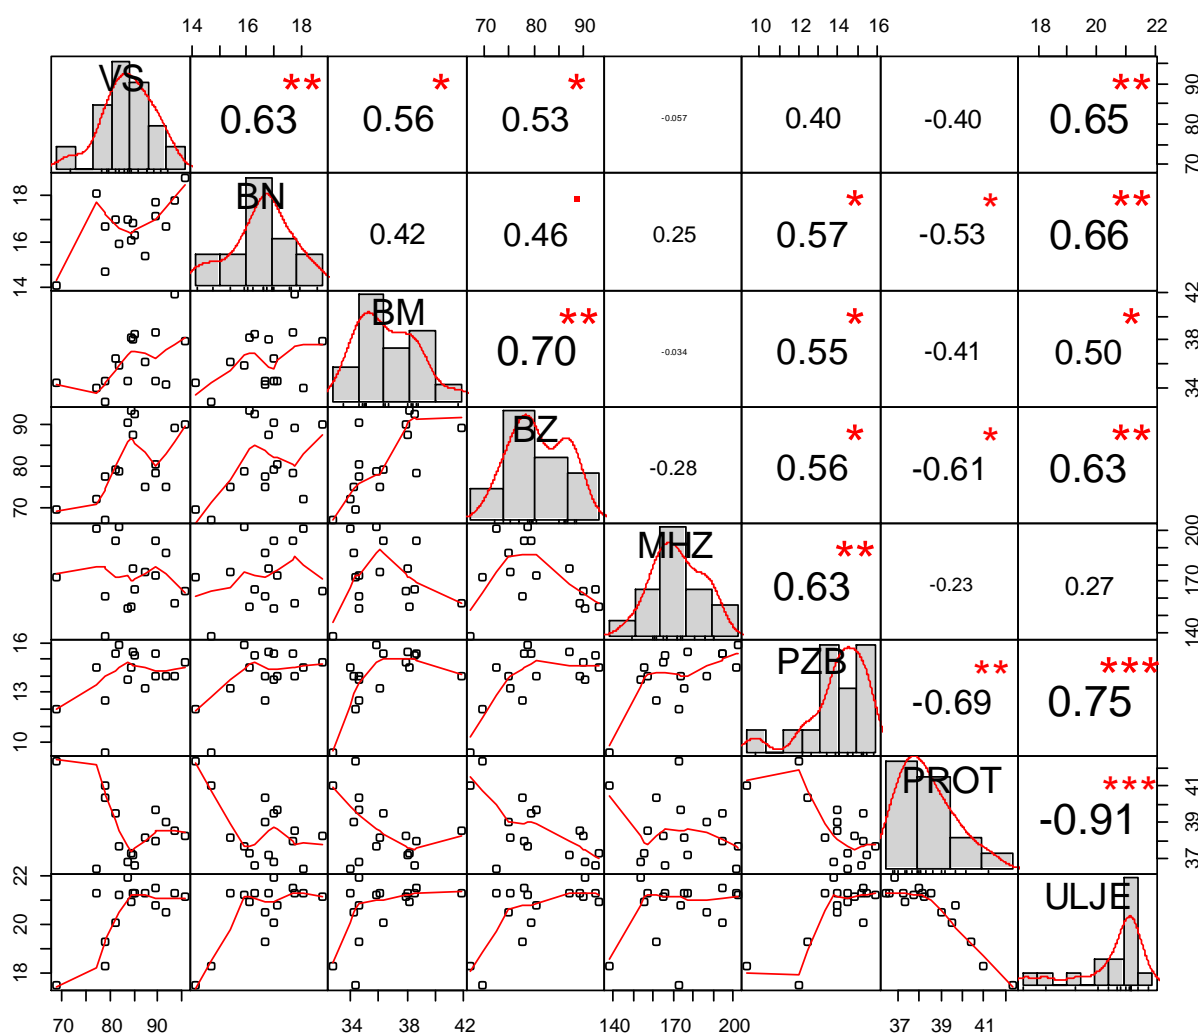 14 16 18 70 80 90 10 12 14 16 18 20 22
VS 0.63 ** 0.56 * 0.53 * -0.057 0.40 -0.40 0.65 ** 70 80 90
14 16 18 BN 0.42 0.46 . 0.25 0.57 * -0.53 * 0.66 **
BM 0.70 ** -0.034 0.55 * -0.41 0.50 * 34 38 42
70 80 90 BZ -0.28 0.56 * -0.61 * 0.63 **
MHZ 0.63 ** -0.23 0.27 140 170 200
10 13 16 PZB -0.69 ** 0.75 ***
PROT -0.91 *** 37 39 41
18 20 22 ULJE
70 80 90 34 38 42 140 170 200 37 39 41